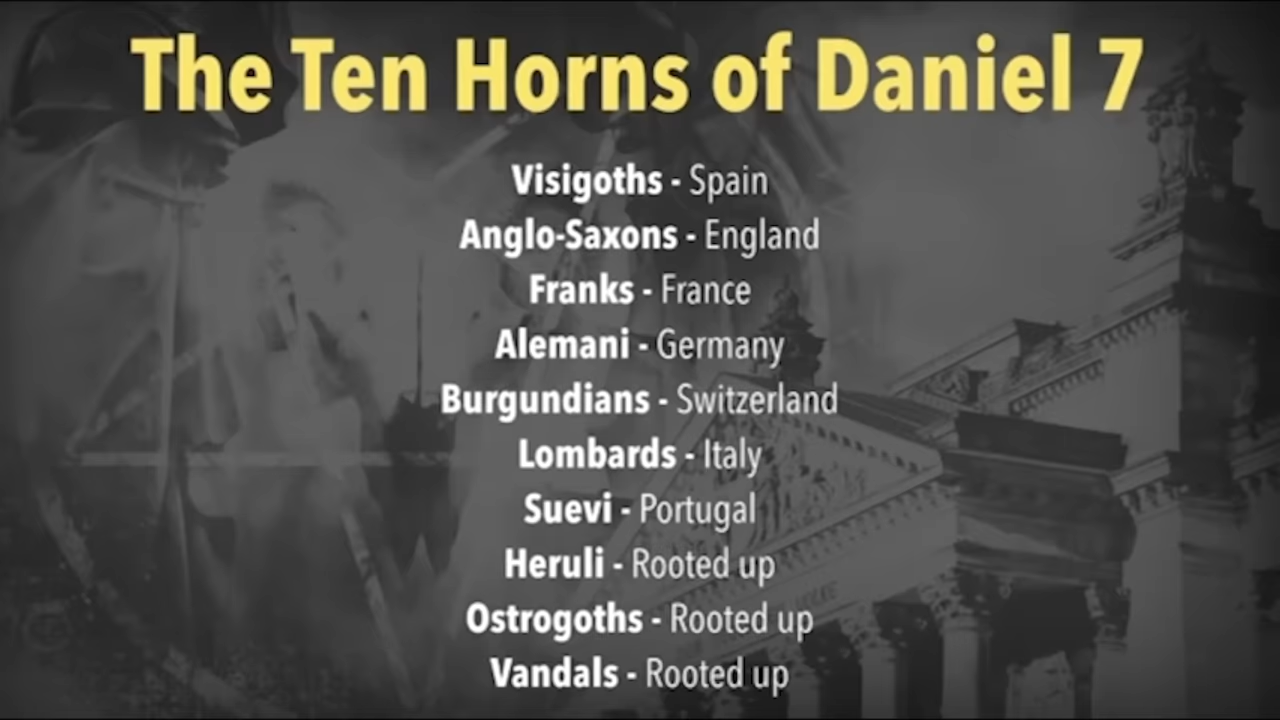 The Ten Horns of Daniel 7
Visigoths - Spain
Anglo-Saxons - England
Franks - France
Alemani - Germany
Burgundians - Switzerland
Lombards - Italy
Suevi - Portugal
Heruli - Rooted up
Ostrogoths - Rooted up
Vandals - Rooted up